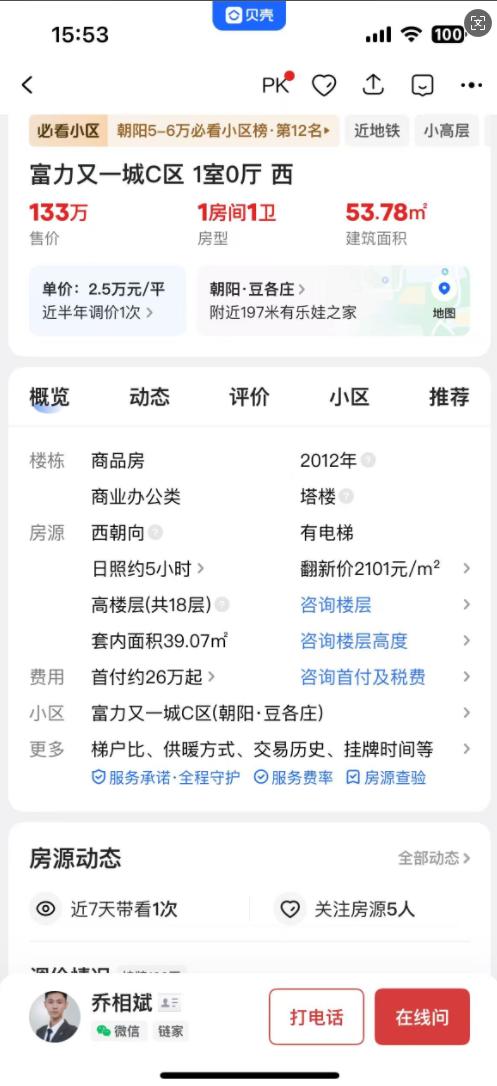 贝壳
15:53
100
PK
必看小区 朝阳5-6万必看小区榜·第12名 近地铁 小高层
富力又一城C区 1室0厅 西
133万 1房间1卫 53.78㎡
售价 房型 建筑面积
单价：2.5万元/平
近半年调价1次
朝阳·豆各庄
附近197米有乐娃之家
地图
概览 动态 评价 小区 推荐
楼栋 商品房 2012年
商业办公类 塔楼
房源 西朝向 有电梯
日照约5小时 翻新价2101元/m²
高楼层(共18层) 咨询楼层
套内面积39.07㎡ 咨询楼层高度
费用 首付约26万起 咨询首付及税费
小区 富力又一城C区(朝阳·豆各庄)
更多 梯户比、供暖方式、交易历史、挂牌时间等
服务承诺·全程守护 服务费率 房源查验
房源动态 全部动态
近7天带看1次 关注房源5人
乔相斌
微信 链家
打电话 在线问